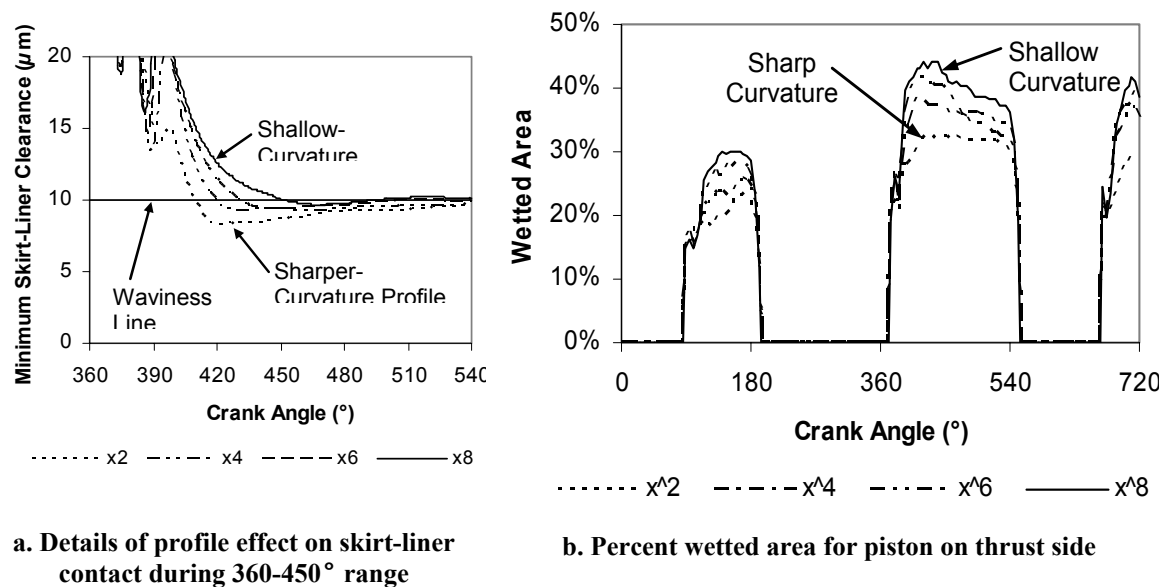 20
15
10
5
0
Minimum Skirt-Liner Clearance (µm)
Shallow-
Curvature
Waviness
Line
Sharper-
Curvature Profile
360 390 420 450 480 510 540
Crank Angle (°)
x2 x4 x6 x8
a. Details of profile effect on skirt-liner
contact during 360-450° range
50%
40%
30%
20%
10%
0%
Wetted Area
Sharp
Curvature
Shallow
Curvature
0 180 360 540 720
Crank Angle (°)
x^2 x^4 x^6 x^8
b. Percent wetted area for piston on thrust side